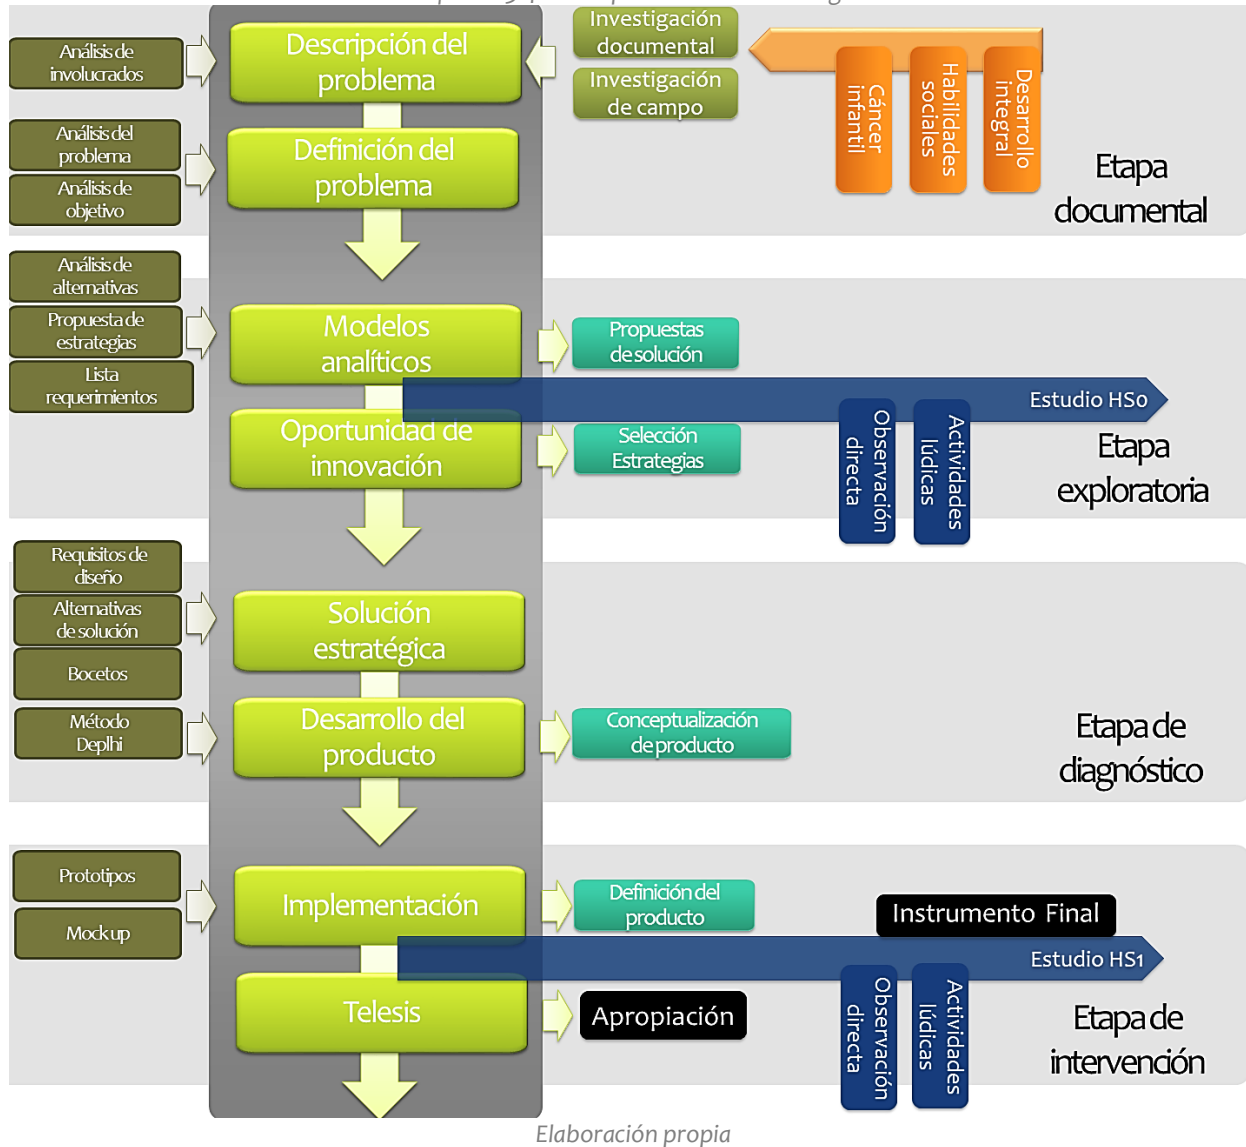 Análisis de
involucrados
Descripción del
problema
Investigación
documental
Investigación
de campo
Cáncer
infantil
Habilidades
sociales
Desarrollo
integral
Análisis del
problema
Análisis de
objetivo
Definición del
problema
Etapa
documental
Análisis de
alternativas
Propuesta de
estrategias
Lista
requerimientos
Modelos
analíticos
Propuestas
de solución
Estudio HS0
Oportunidad de
innovación
Selección
Estrategias
Observación
directa
Actividades
lúdicas
Etapa
exploratoria
Requisitos de
diseño
Alternativas
de solución
Bocetos
Solución
estratégica
Método
Deplhi
Desarrollo del
producto
Conceptualización
de producto
Etapa de
diagnóstico
Prototipos
Mock up
Implementación
Definición del
producto
Instrumento Final
Estudio HS1
Telesis
Apropiación
Observación
directa
Actividades
lúdicas
Etapa de
intervención
Elaboración propia